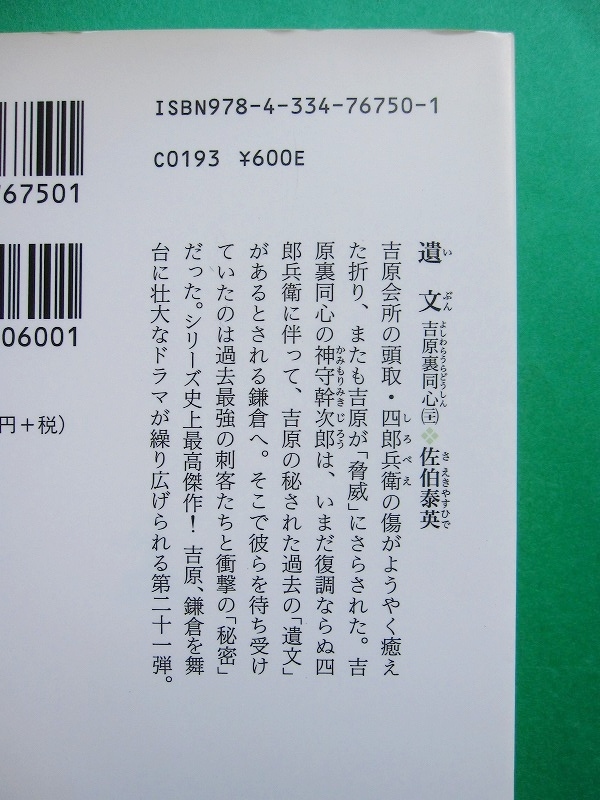 ISBN978-4-334-76750-1
C0193 ¥600E
67501
06001
円+税)
遺文 吉原裏同心㈡ 佐伯泰英
吉原会所の頭取・四郎兵衛の傷がようやく癒え
た折り、またも吉原が「脅威」にさらされた。吉
原裏同心の神守幹次郎は、いまだ復調ならぬ四
郎兵衛に伴って、吉原の秘された過去の「遺文」
があるとされる鎌倉へ。そこで彼らを待ち受け
ていたのは過去最強の刺客たちと衝撃の「秘密」
だった。シリーズ史上最高傑作! 吉原、鎌倉を舞
台に壮大なドラマが繰り広げられる第二十一弾。